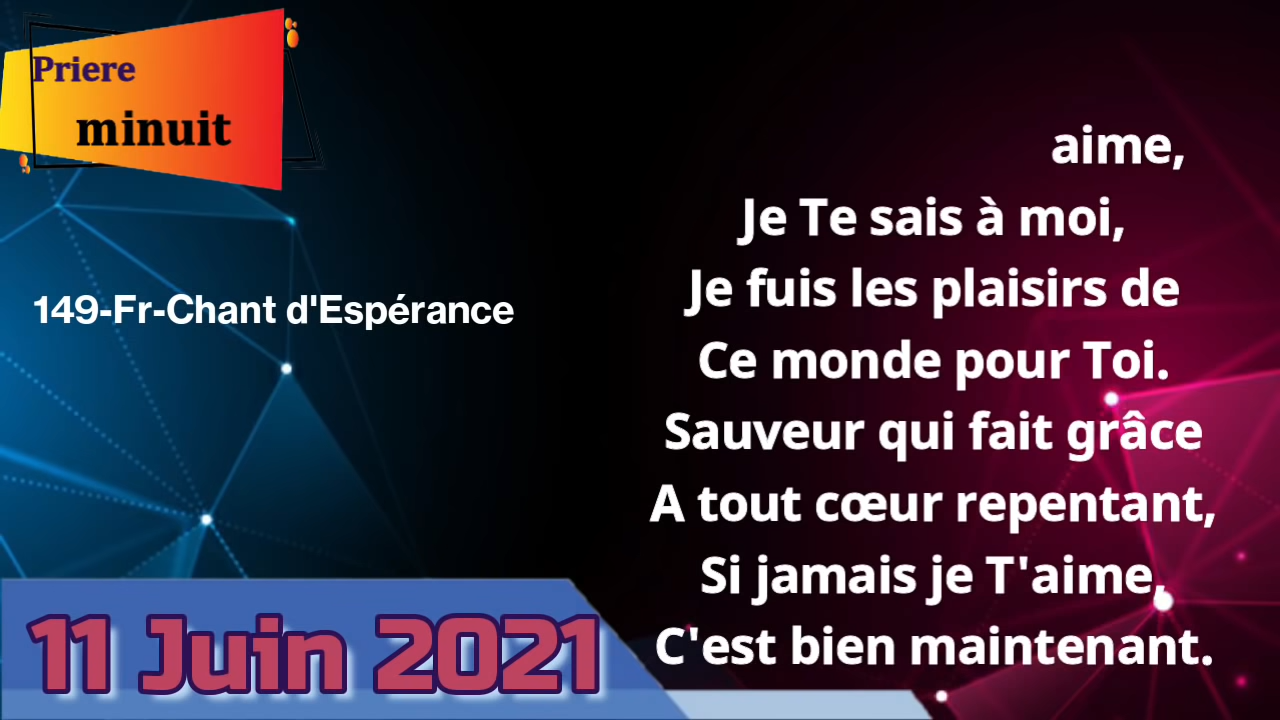 Priere
minuit
149-Fr-Chant d'Espérance
aime,
Je Te sais à moi,
Je fuis les plaisirs de
Ce monde pour Toi.
Sauveur qui fait grâce
A tout cœur repentant,
Si jamais je T'aime,
C'est bien maintenant.
11 Juin 2021